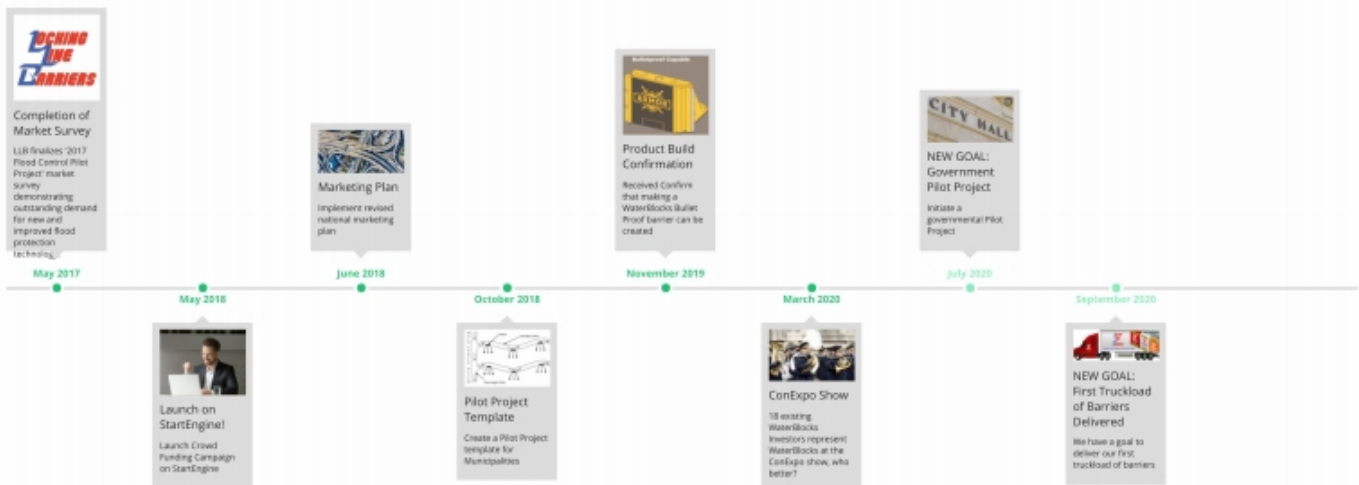 LOCKING
LINE
BARRIERS
Completion of
Market Survey
LLB finalizes '2017
Flood Control Pilot
Project' market
survey
demonstrating
outstanding demand
for new and
improved flood
protection
technolog
May 2017
May 2018
Launch on
StartEngine!
Launch Crowd
Funding Campaign
on StartEngine
Marketing Plan
Implement revised
national marketing
plan
June 2018
October 2018
Pilot Project
Template
Create a Pilot Project
template for
Municipalities
Bulletproof Capable
ARMOR
Product Build
Confirmation
Received Confirm
that making a
WaterBlocks Bullet
Proof barrier can be
created
November 2019
March 2020
ConExpo Show
18 existing
WaterBlocks
Investors represent
WaterBlocks at the
ConExpo show, who
better?
CITY HALL
NEW GOAL:
Government
Pilot Project
Initiate a
governmental Pilot
Project
July 2020
September 2020
NEW GOAL:
First Truckload
of Barriers
Delivered
We have a goal to
deliver our first
truckload of barriers